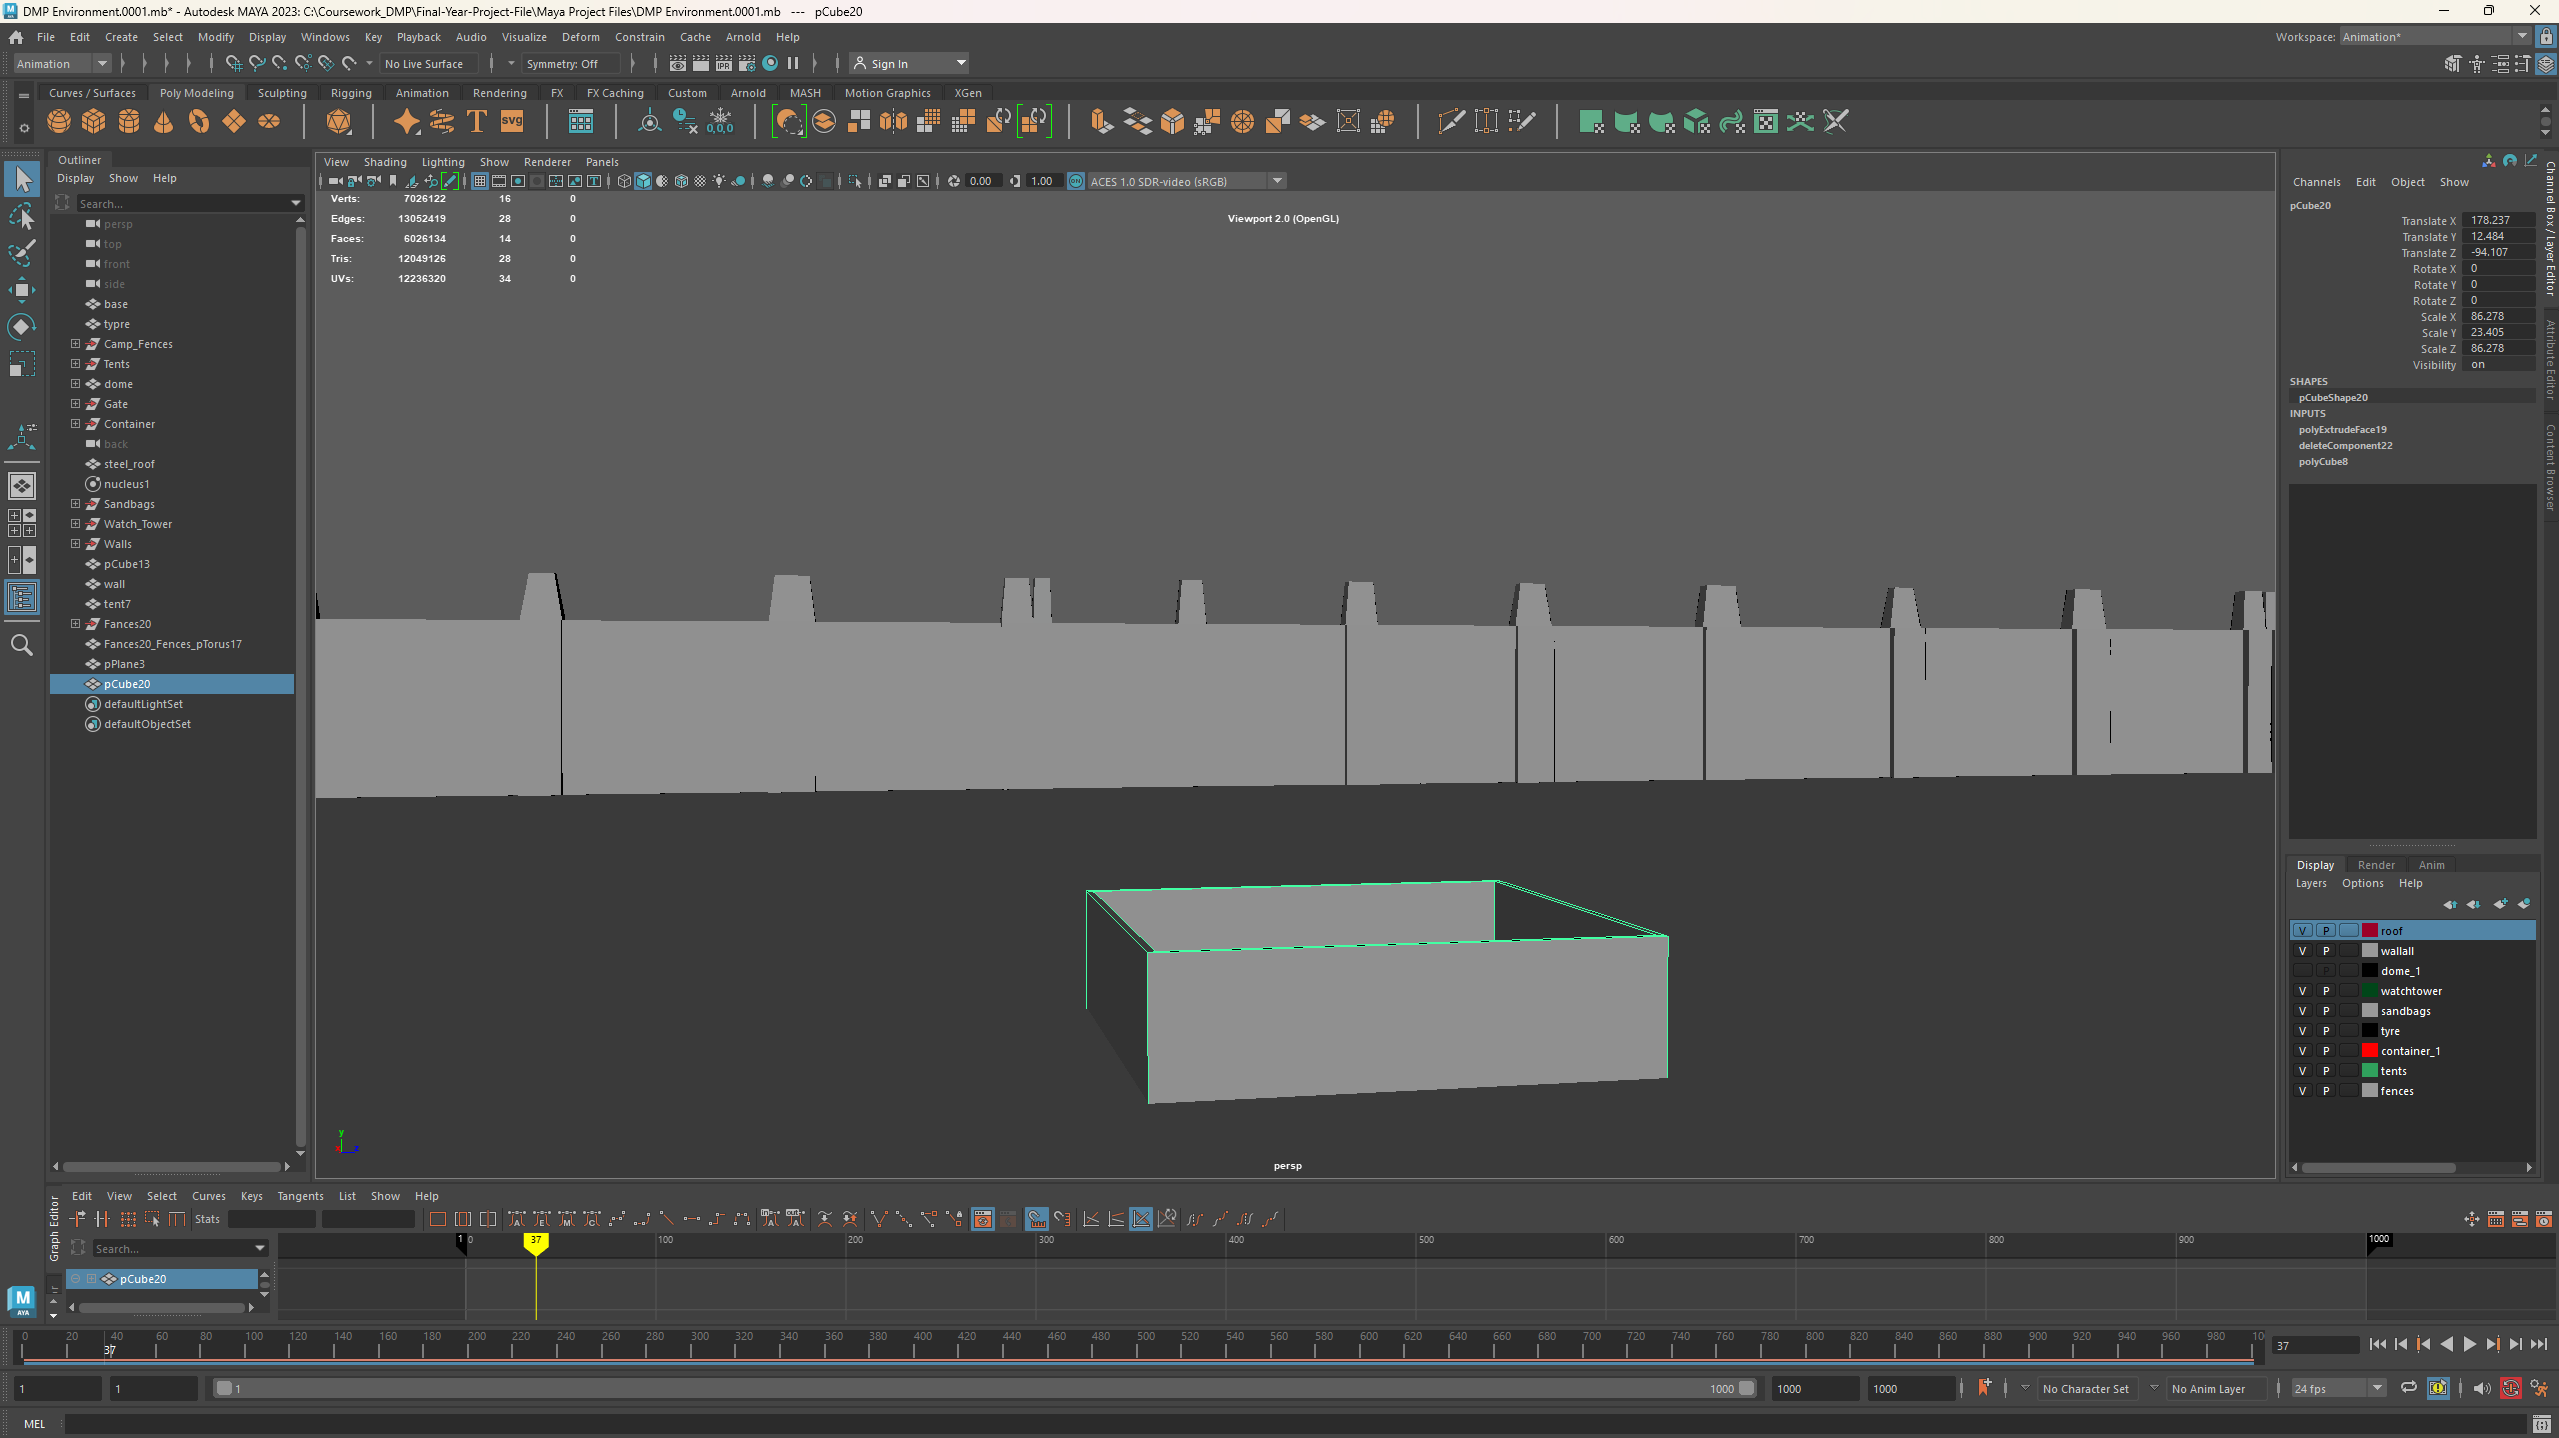 DMP Environment.0001.mb* - Autodesk MAYA 2023: C:\Coursework_DMP\Final-Year-Project-File\Maya Project Files\DMP Environment.0001.mb --- pCube20
File Edit Create Select Modify Display Windows Key Playback Audio Visualize Deform Constrain Cache Arnold Help
Workspace: Animation*
Animation No Live Surface Symmetry: Off Sign In
Curves / Surfaces Poly Modeling Sculpting Rigging Animation Rendering FX FX Caching Custom Arnold MASH Motion Graphics XGen
Outliner
Display Show Help
Search...
persp
top
front
side
base
typre
Camp_Fences
Tents
dome
Gate
Container
back
steel_roof
nucleus1
Sandbags
Watch_Tower
Walls
pCube13
wall
tent7
Fances20
Fances20_Fences_pTorus17
pPlane3
pCube20
defaultLightSet
defaultObjectSet
View Shading Lighting Show Renderer Panels
0.00 1.00 ACES 1.0 SDR-video (sRGB)
Verts: 7026122 16 0
Edges: 13052419 28 0
Faces: 6026134 14 0
Tris: 12049126 28 0
UVs: 12236320 34 0
Viewport 2.0 (OpenGL)
persp
y
z
Channels Edit Object Show
pCube20
Translate X 178.237
Translate Y 12.484
Translate Z -94.107
Rotate X 0
Rotate Y 0
Rotate Z 0
Scale X 86.278
Scale Y 23.405
Scale Z 86.278
Visibility on
SHAPES
pCubeShape20
INPUTS
polyExtrudeFace19
deleteComponent22
polyCube8
Channel Box / Layer Editor
Attribute Editor
Content Browser
Display Render Anim
Layers Options Help
V P roof
V P wallall
P dome_1
V P watchtower
V P sandbags
V P tyre
V P container_1
V P tents
V P fences
Graph Editor
Edit View Select Curves Keys Tangents List Show Help
Stats
Search...
pCube20
1 0 37 100 200 300 400 500 600 700 800 900 1000
0 20 40 60 80 100 120 140 160 180 200 220 240 260 280 300 320 340 360 380 400 420 440 460 480 500 520 540 560 580 600 620 640 660 680 700 720 740 760 780 800 820 840 860 880 900 920 940 960 980 10
37
37
1 1 1 1000 1000 1000 No Character Set No Anim Layer 24 fps
MEL